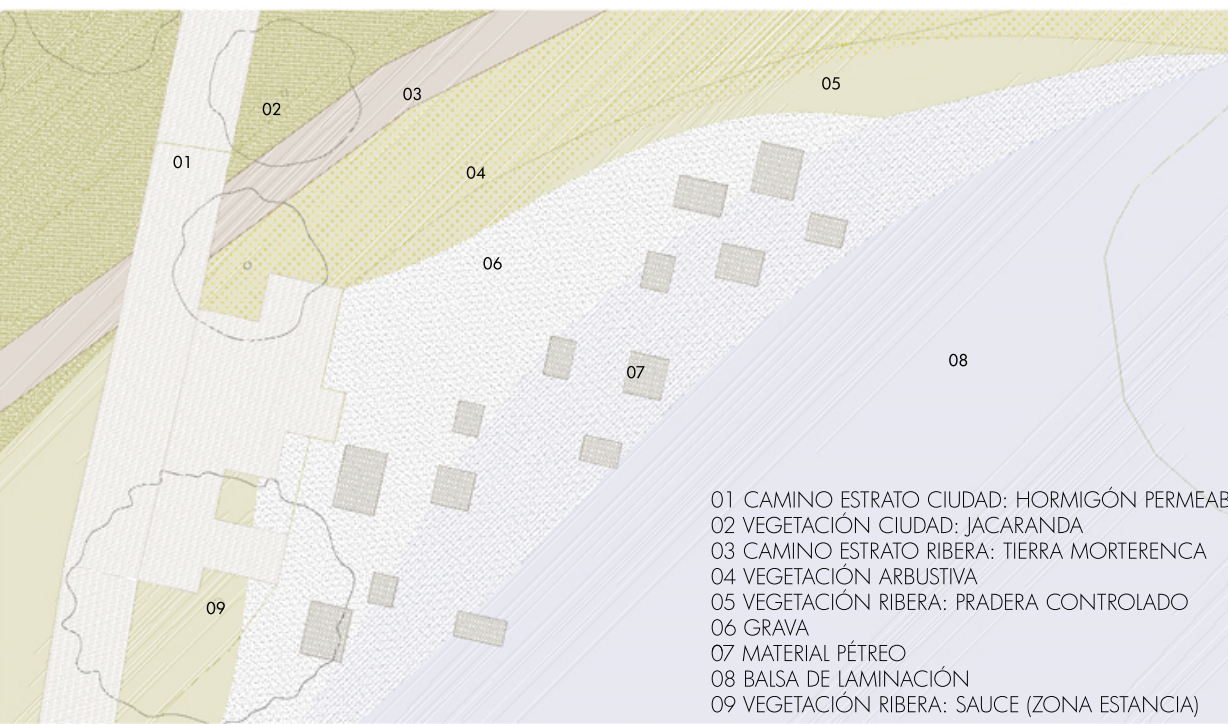 05
03
02
01
04
06
08
07
09
01 CAMINO ESTRATO CIUDAD: HORMIGÓN PERMEAB
02 VEGETACIÓN CIUDAD: JACARANDA
03 CAMINO ESTRATO RIBERA: TIERRA MORTERENCA
04 VEGETACIÓN ARBUSTIVA
05 VEGETACIÓN RIBERA: PRADERA CONTROLADO
06 GRAVA
07 MATERIAL PÉTREO
08 BALSA DE LAMINACIÓN
09 VEGETACIÓN RIBERA: SAUCE (ZONA ESTANCIA)